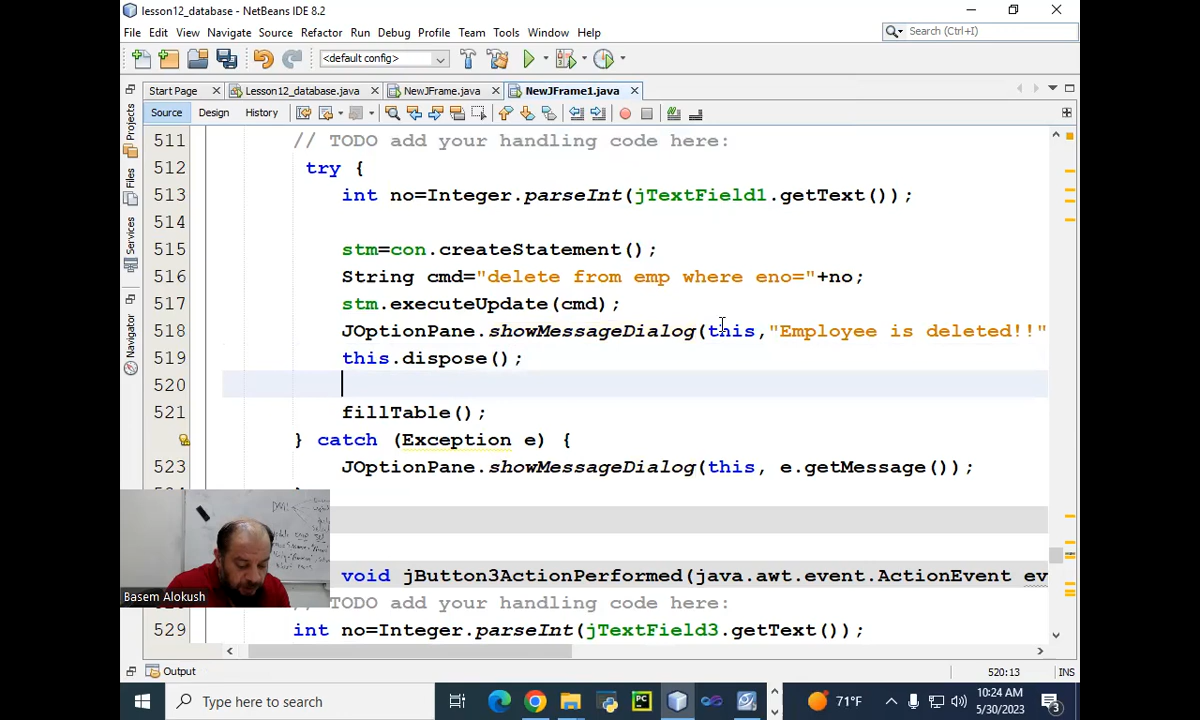 lesson12_database - NetBeans IDE 8.2
File Edit View Navigate Source Refactor Run Debug Profile Team Tools Window Help
Search (Ctrl+I)
<default config>
Start Page Lesson12_database.java NewJFrame.java NewJFrame1.java
Source Design History
Projects
Files
Services
Navigator
511 // TODO add your handling code here:
512 try {
513 int no=Integer.parseInt(jTextField1.getText());
514
515 stm=con.createStatement();
516 String cmd="delete from emp where eno="+no;
517 stm.executeUpdate(cmd);
518 JOptionPane.showMessageDialog(this,"Employee is deleted!!"
519 this.dispose();
520
521 fillTable();
} catch (Exception e) {
523 JOptionPane.showMessageDialog(this, e.getMessage());
void jButton3ActionPerformed(java.awt.event.ActionEvent ev
TODO add your handling code here:
529 int no=Integer.parseInt(jTextField3.getText());
Basem Alokush
Output
520:13 INS
Type here to search
71°F
10:24 AM
5/30/2023
3